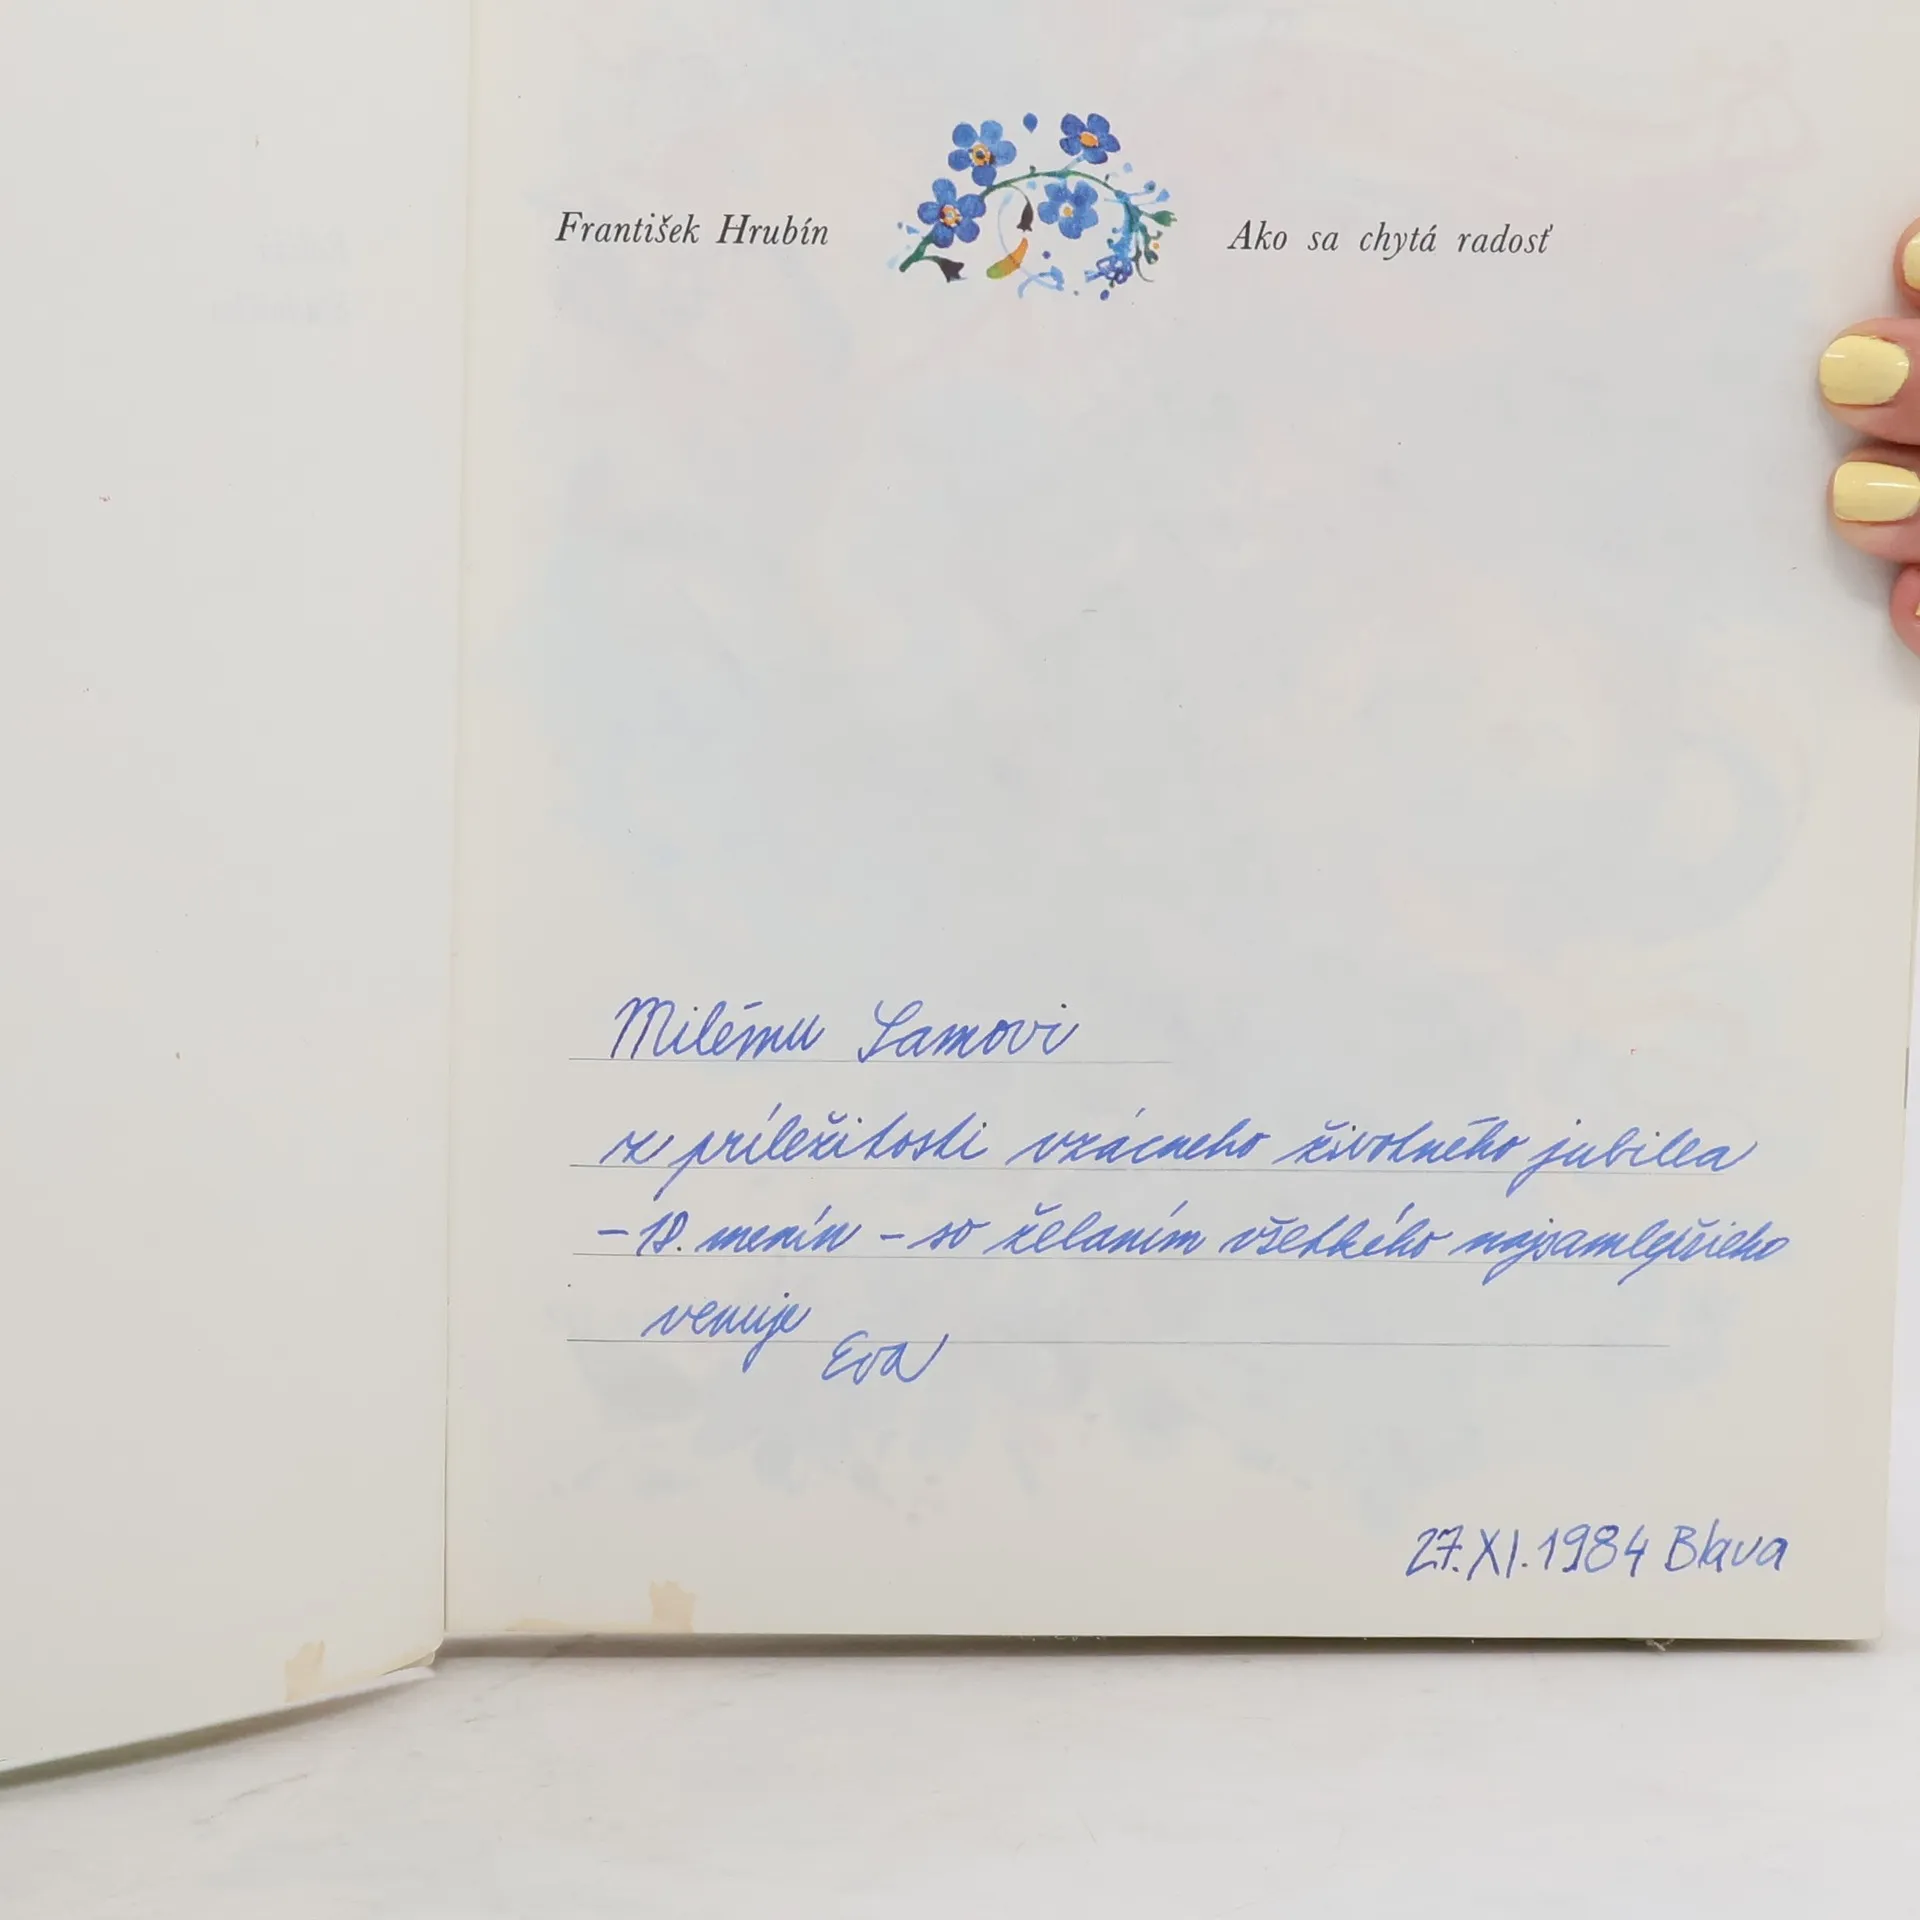 František Hrubín Ako sa chytá radosť
Milému Samovi
z príležitosti vzácneho životného jubilea
– 18. menín – so želaním všetkého najsamlepšieho
venuje
Eva
27.XI.1984 Blava